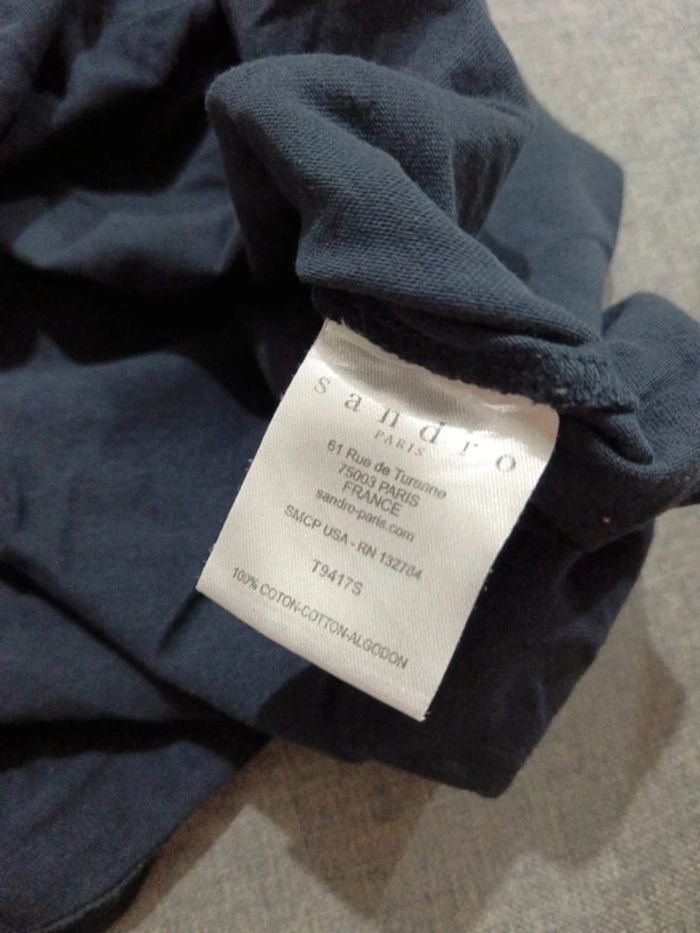 sandro
PARIS
61 Rue de Turenne
75003 PARIS
FRANCE
sandro-paris.com
SMCP USA - RN 132784
T9417S
100% COTON-COTTON-ALGODON